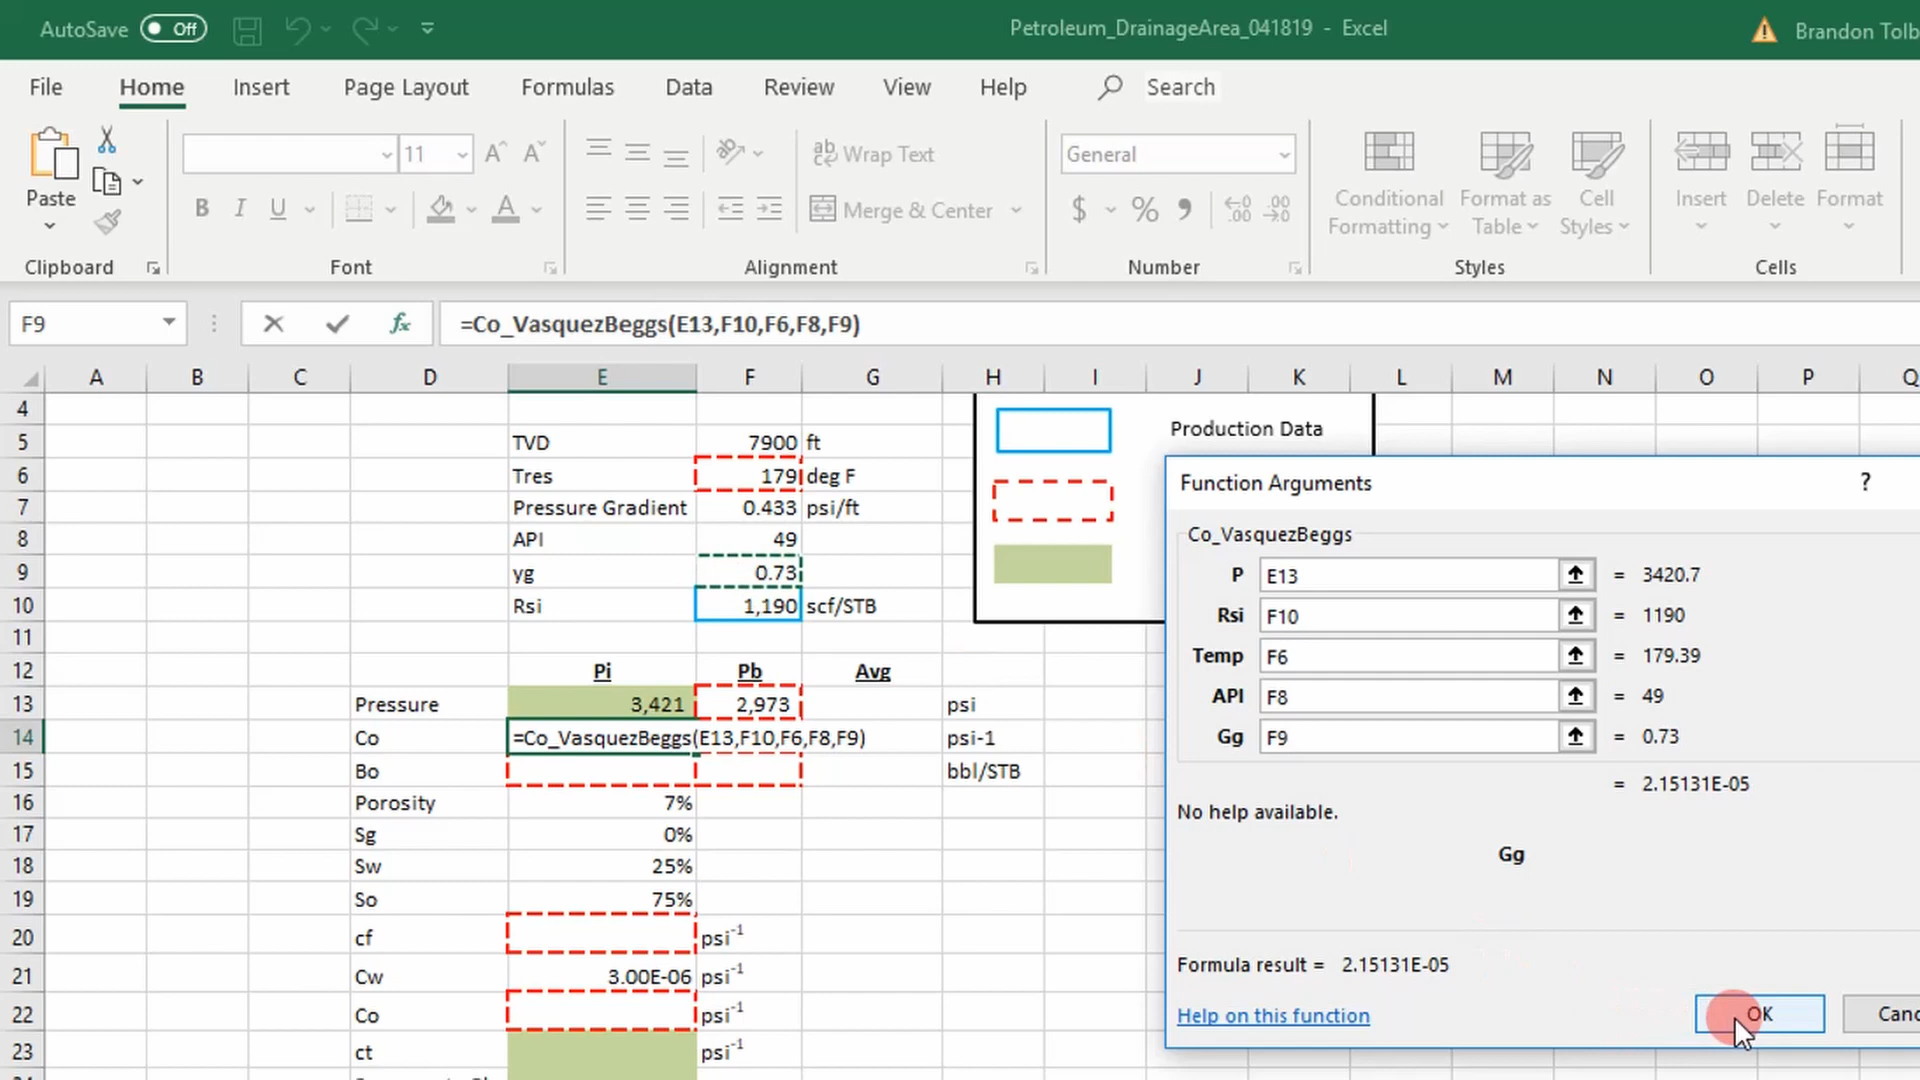 AutoSave Off Petroleum_DrainageArea_041819 - Excel Brandon Tolb
File Home Insert Page Layout Formulas Data Review View Help Search
Paste 11 A A Wrap Text General Conditional Formatting Format as Table Cell Styles Insert Delete Format
B I U A Merge & Center $ % 9 .00 .00
Clipboard Font Alignment Number Styles Cells
F9 fx =Co_VasquezBeggs(E13,F10,F6,F8,F9)
A B C D E F G H I J K L M N O P Q
4 Production Data
5 TVD 7900 ft
6 Tres 179 deg F
7 Pressure Gradient 0.433 psi/ft
8 API 49
9 yg 0.73
10 Rsi 1,190 scf/STB
11
12 Pi Pb Avg
13 Pressure 3,421 2,973 psi
14 Co =Co_VasquezBeggs(E13,F10,F6,F8,F9) psi-1
15 Bo bbl/STB
16 Porosity 7%
17 Sg 0%
18 Sw 25%
19 So 75%
20 cf psi-1
21 Cw 3.00E-06 psi-1
22 Co psi-1
23 ct psi-1
Function Arguments ?
Co_VasquezBeggs
P E13 = 3420.7
Rsi F10 = 1190
Temp F6 = 179.39
API F8 = 49
Gg F9 = 0.73
= 2.15131E-05
No help available.
Gg
Formula result = 2.15131E-05
Help on this function OK Canc